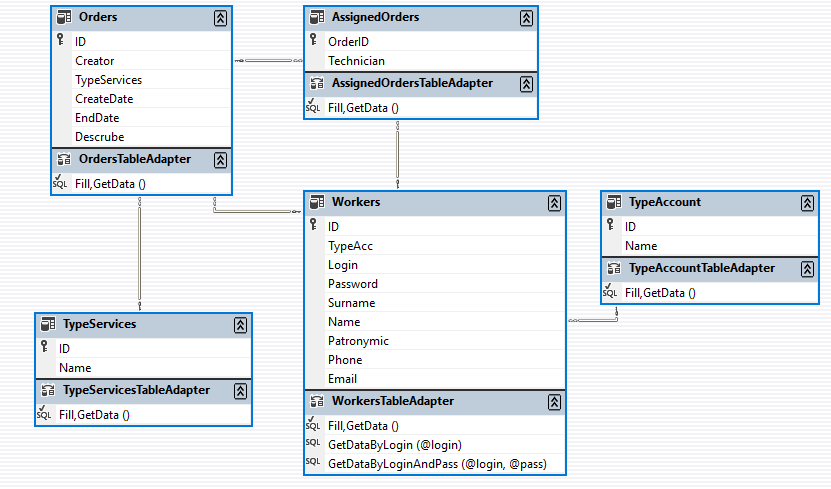 Orders
ID
Creator
TypeServices
CreateDate
EndDate
Descrube
OrdersTableAdapter
SQL Fill,GetData ()
AssignedOrders
OrderID
Technician
AssignedOrdersTableAdapter
SQL Fill,GetData ()
Workers
ID
TypeAcc
Login
Password
Surname
Name
Patronymic
Phone
Email
WorkersTableAdapter
SQL Fill,GetData ()
SQL GetDataByLogin (@login)
SQL GetDataByLoginAndPass (@login, @pass)
TypeAccount
ID
Name
TypeAccountTableAdapter
SQL Fill,GetData ()
TypeServices
ID
Name
TypeServicesTableAdapter
SQL Fill,GetData ()